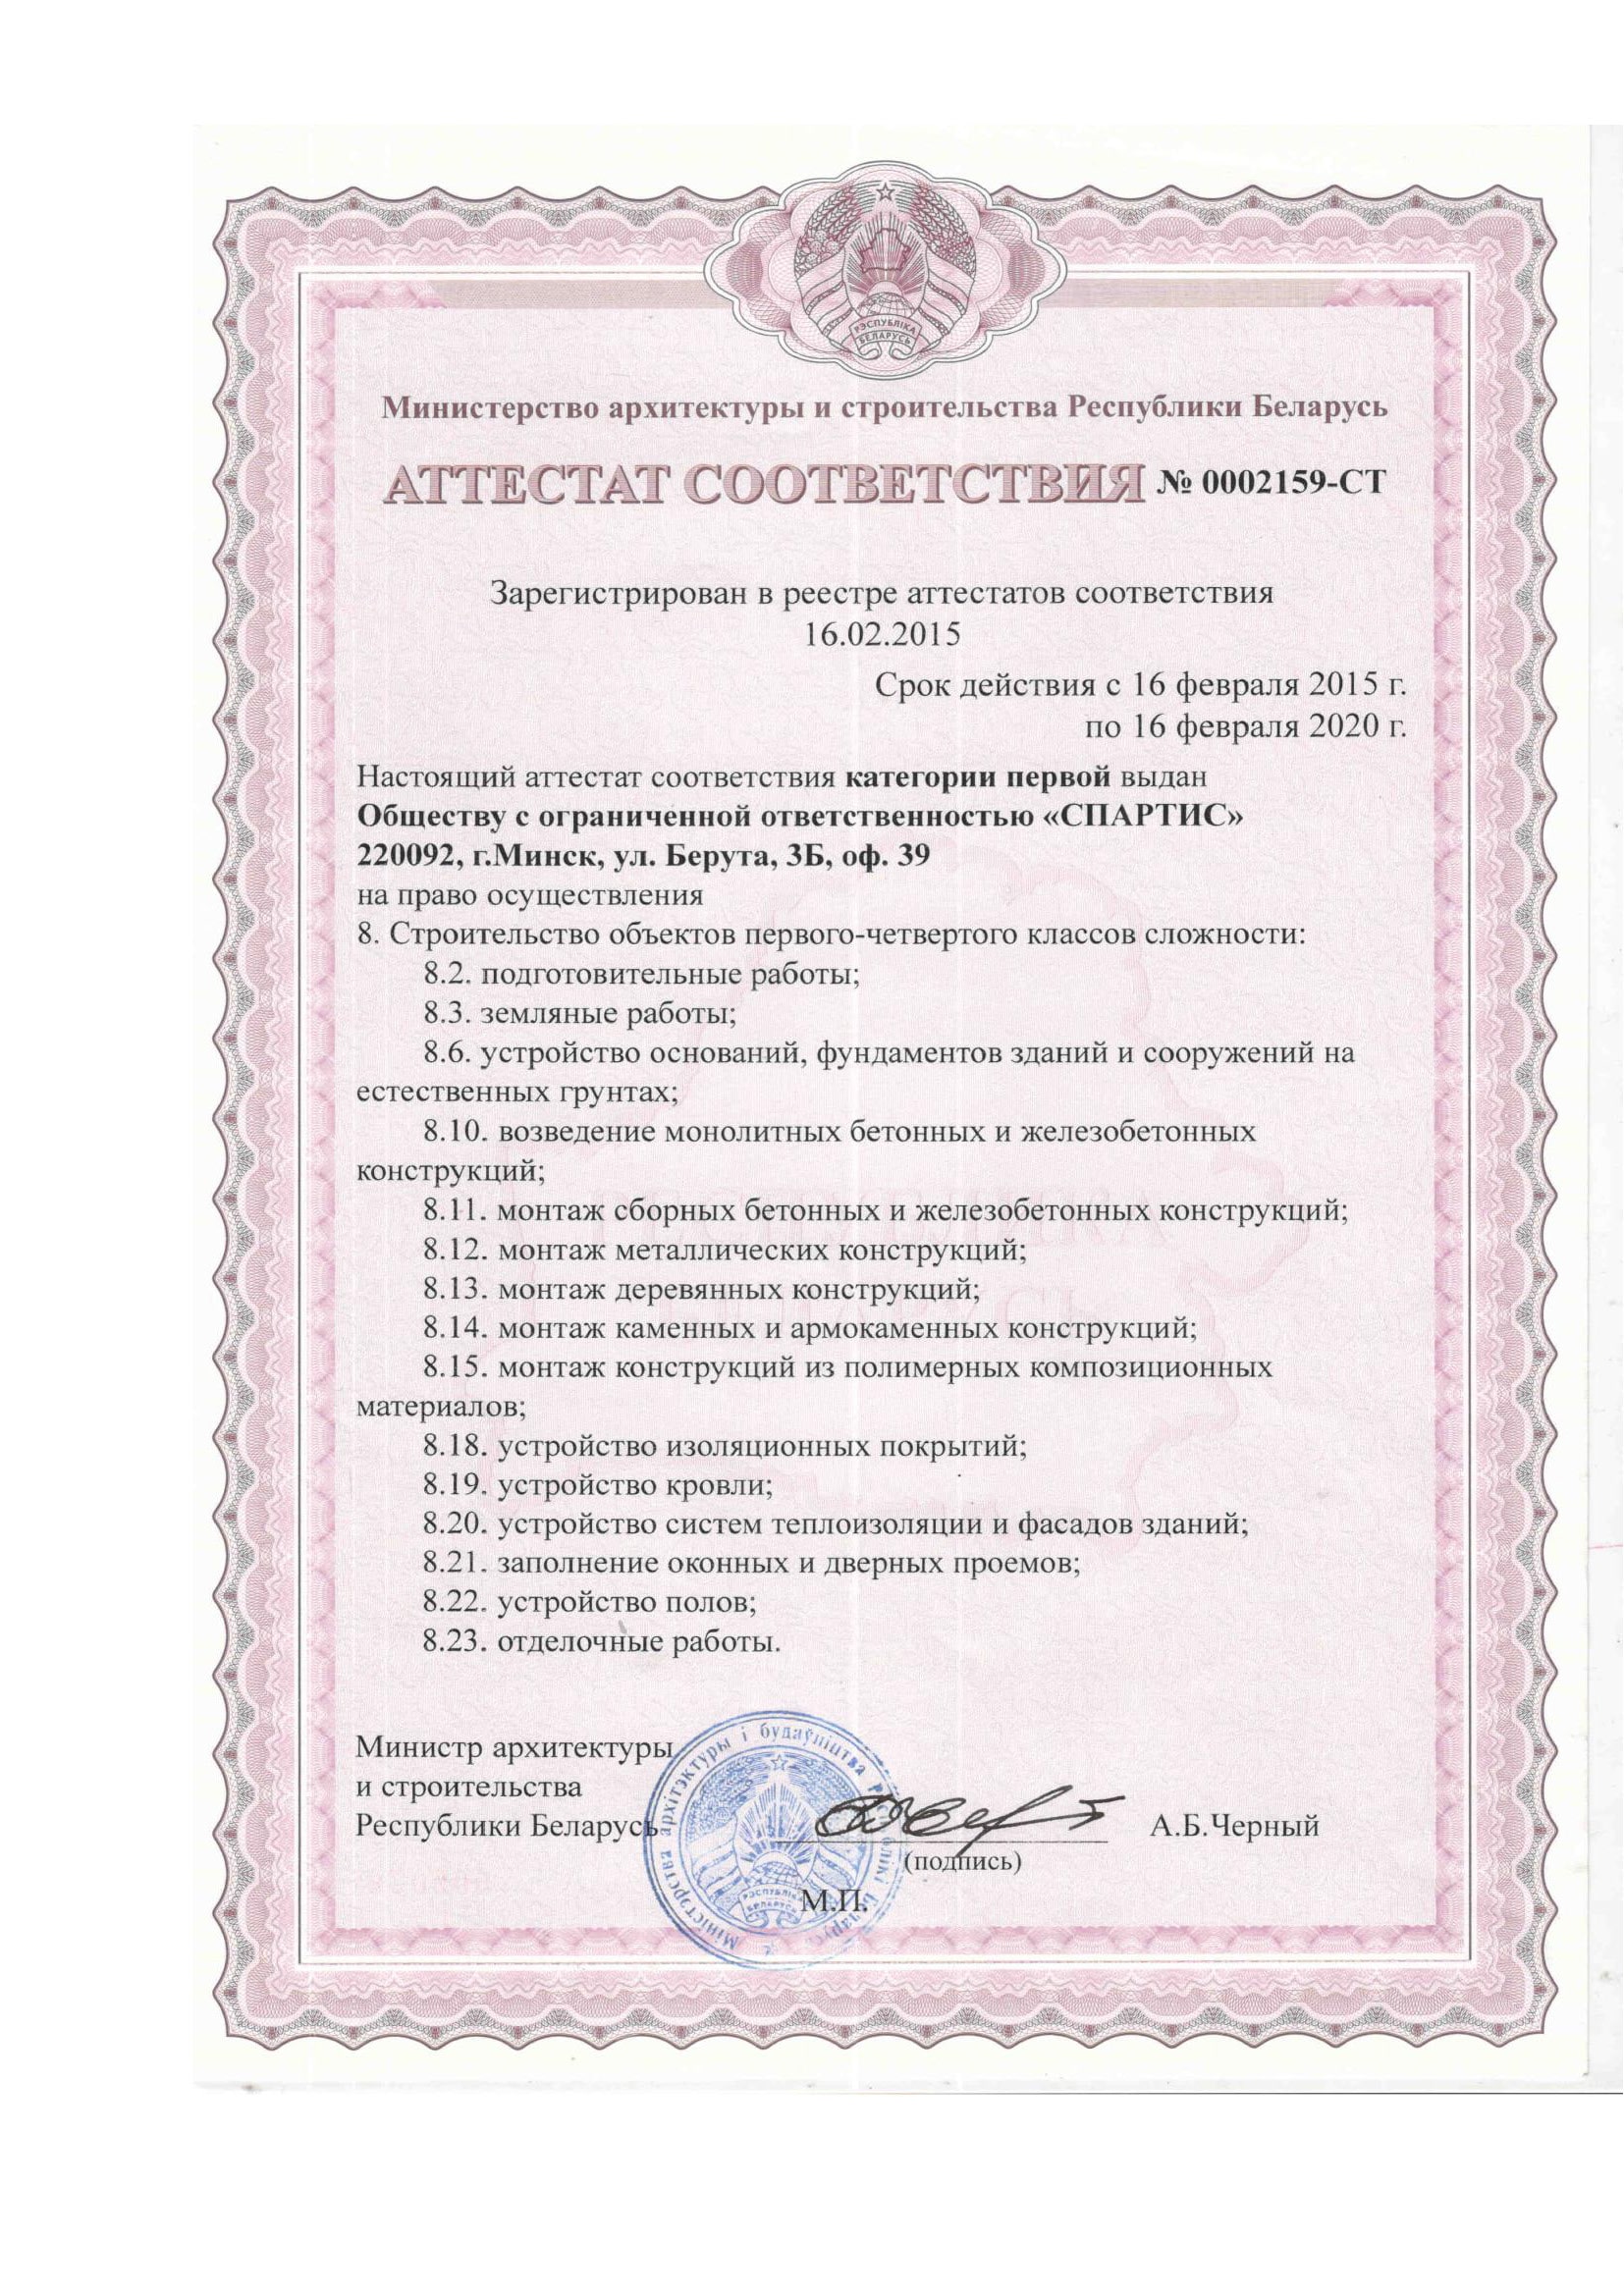 РЭСПУБЛІКА
БЕЛАРУСЬ
Министерство архитектуры и строительства Республики Беларусь
АТТЕСТАТ СООТВЕТСТВИЯ № 0002159-СТ
Зарегистрирован в реестре аттестатов соответствия
16.02.2015
Срок действия с 16 февраля 2015 г.
по 16 февраля 2020 г.
Настоящий аттестат соответствия категории первой выдан
Обществу с ограниченной ответственностью «СПАРТИС»
220092, г.Минск, ул. Берута, 3Б, оф. 39
на право осуществления
8. Строительство объектов первого-четвертого классов сложности:
8.2. подготовительные работы;
8.3. земляные работы;
8.6. устройство оснований, фундаментов зданий и сооружений на
естественных грунтах;
8.10. возведение монолитных бетонных и железобетонных
конструкций;
8.11. монтаж сборных бетонных и железобетонных конструкций;
8.12. монтаж металлических конструкций;
8.13. монтаж деревянных конструкций;
8.14. монтаж каменных и армокаменных конструкций;
8.15. монтаж конструкций из полимерных композиционных
материалов;
8.18. устройство изоляционных покрытий;
8.19. устройство кровли;
8.20. устройство систем теплоизоляции и фасадов зданий;
8.21. заполнение оконных и дверных проемов;
8.22. устройство полов;
8.23. отделочные работы.
Министр архитектуры
и строительства
Республики Беларусь
А.Б.Черный
(подпись)
М.П.
Міністэрства архітэктуры і будаўніцтва Рэспублікі Беларусь
РЭСПУБЛІКА
БЕЛАРУСЬ